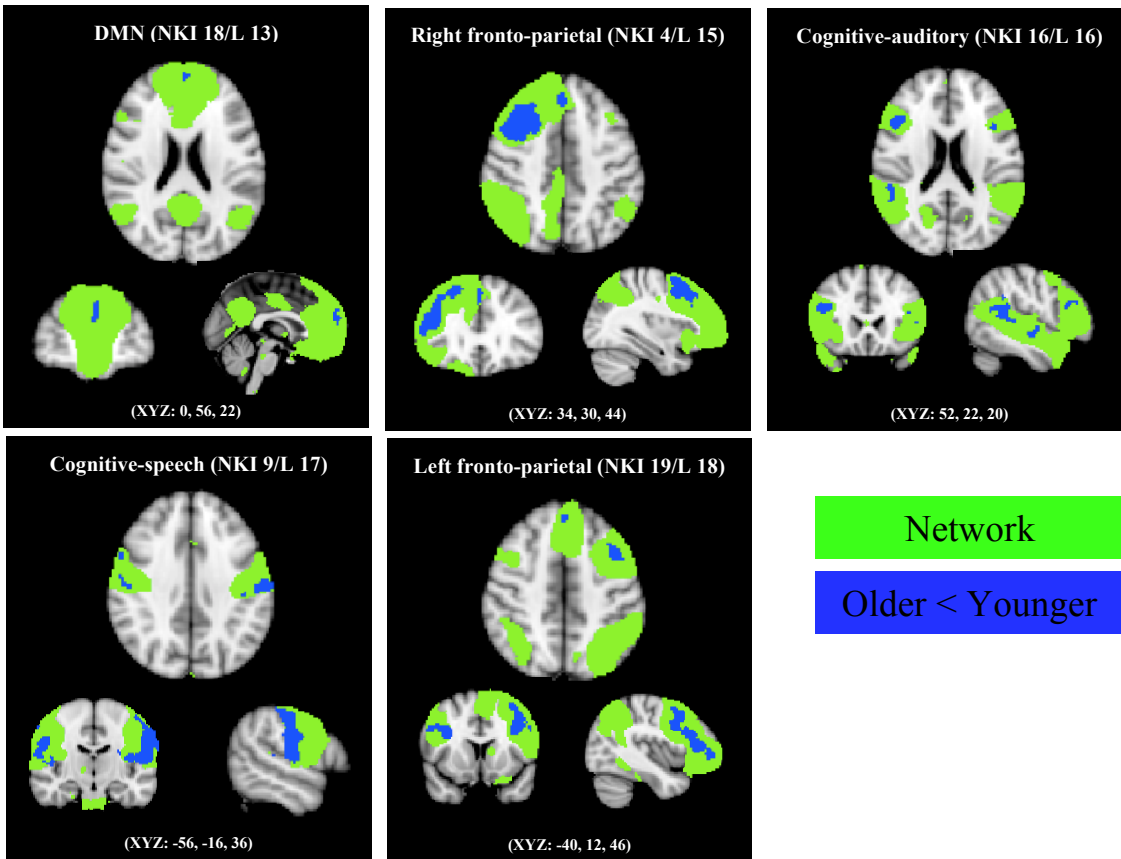 DMN (NKI 18/L 13)
(XYZ: 0, 56, 22)
Right fronto-parietal (NKI 4/L 15)
(XYZ: 34, 30, 44)
Cognitive-auditory (NKI 16/L 16)
(XYZ: 52, 22, 20)
Cognitive-speech (NKI 9/L 17)
(XYZ: -56, -16, 36)
Left fronto-parietal (NKI 19/L 18)
(XYZ: -40, 12, 46)
Network
Older < Younger